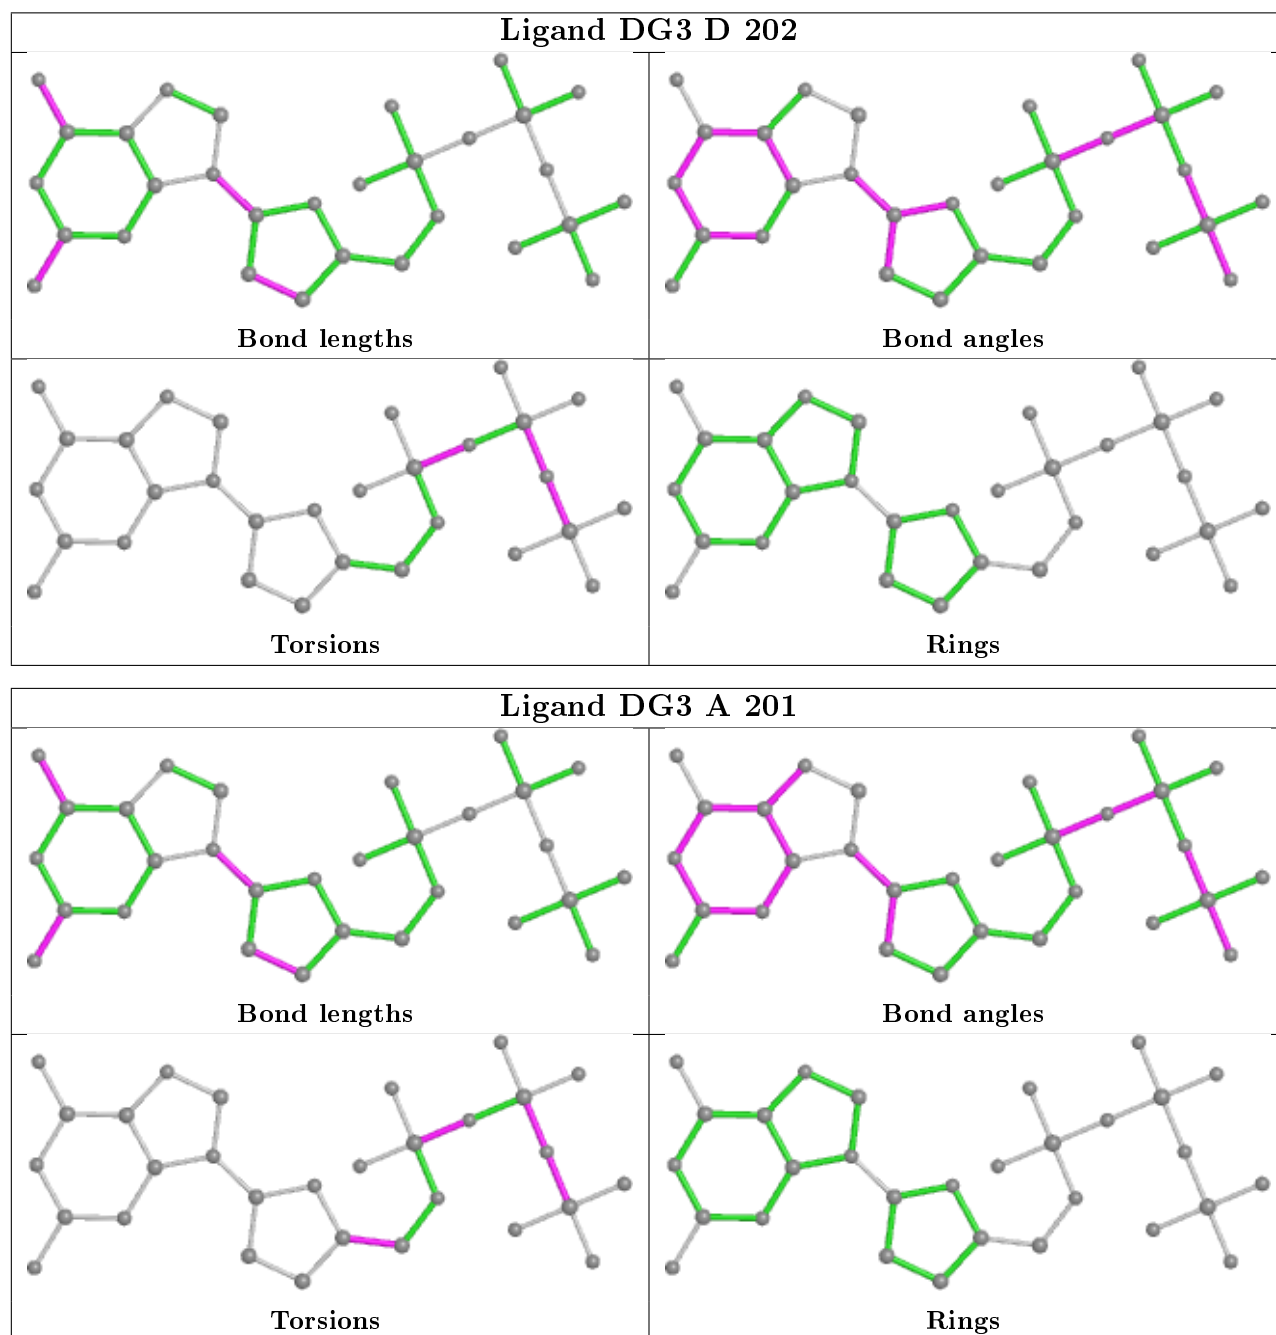 Ligand DG3 D 202
Bond lengths
Bond angles
Torsions
Rings
Ligand DG3 A 201
Bond lengths
Bond angles
Torsions
Rings